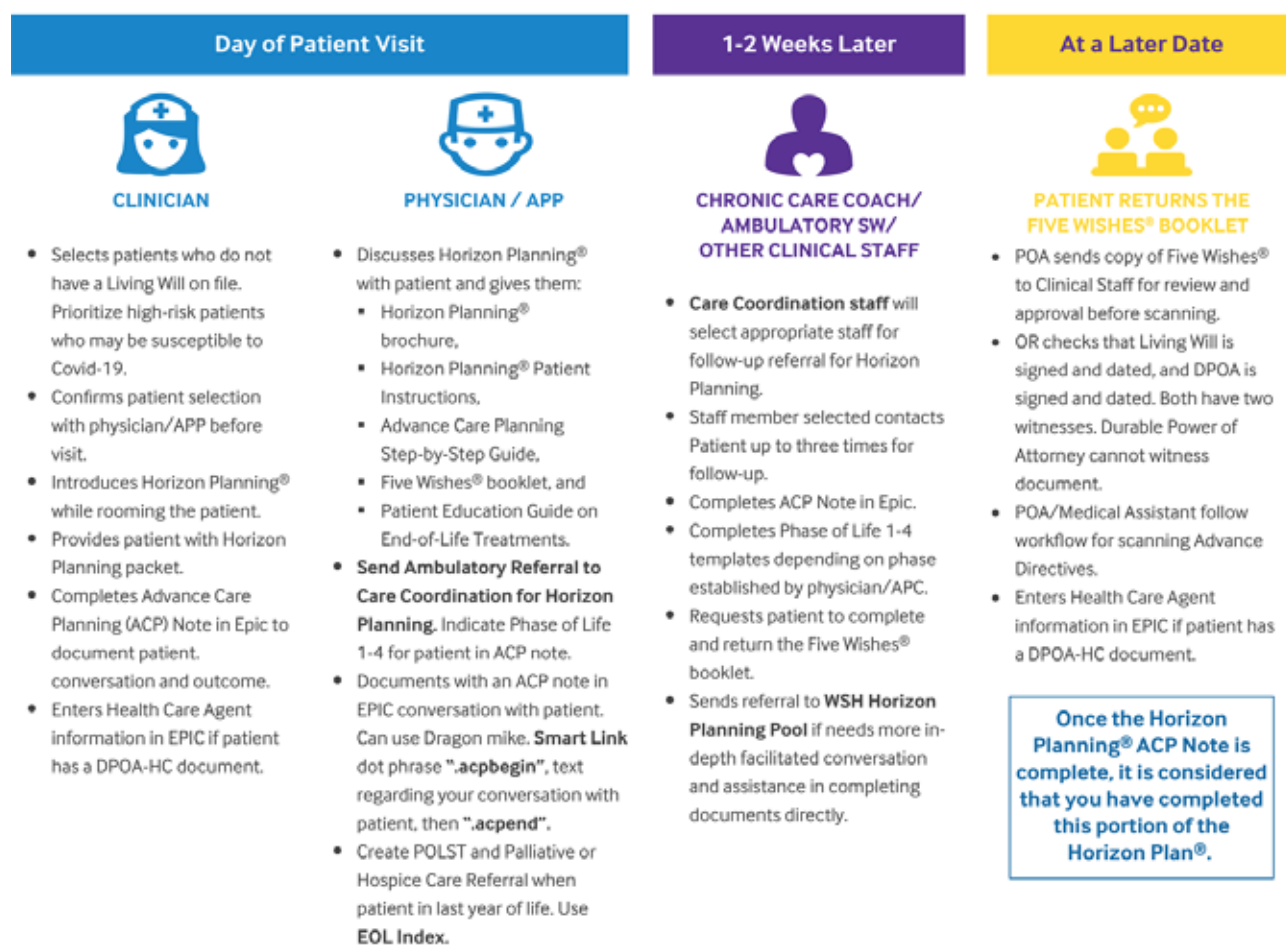 Day of Patient Visit
1-2 Weeks Later
At a Later Date
CLINICIAN
• Selects patients who do not
have a Living Will on file.
Prioritize high-risk patients
who may be susceptible to
Covid-19.
• Confirms patient selection
with physician/APP before
visit.
• Introduces Horizon Planning®
while rooming the patient.
• Provides patient with Horizon
Planning packet.
• Completes Advance Care
Planning (ACP) Note in Epic to
document patient.
conversation and outcome.
• Enters Health Care Agent
information in EPIC if patient
has a DPOA-HC document.
PHYSICIAN / APP
• Discusses Horizon Planning®
with patient and gives them:
▪ Horizon Planning®
brochure,
▪ Horizon Planning® Patient
Instructions,
▪ Advance Care Planning
Step-by-Step Guide,
▪ Five Wishes® booklet, and
▪ Patient Education Guide on
End-of-Life Treatments.
• Send Ambulatory Referral to
Care Coordination for Horizon
Planning. Indicate Phase of Life
1-4 for patient in ACP note.
• Documents with an ACP note in
EPIC conversation with patient.
Can use Dragon mike. Smart Link
dot phrase ".acpbegin", text
regarding your conversation with
patient, then ".acpend".
• Create POLST and Palliative or
Hospice Care Referral when
patient in last year of life. Use
EOL Index.
CHRONIC CARE COACH/
AMBULATORY SW/
OTHER CLINICAL STAFF
• Care Coordination staff will
select appropriate staff for
follow-up referral for Horizon
Planning.
• Staff member selected contacts
Patient up to three times for
follow-up.
• Completes ACP Note in Epic.
• Completes Phase of Life 1-4
templates depending on phase
established by physician/APC.
• Requests patient to complete
and return the Five Wishes®
booklet.
• Sends referral to WSH Horizon
Planning Pool if needs more in-
depth facilitated conversation
and assistance in completing
documents directly.
PATIENT RETURNS THE
FIVE WISHES® BOOKLET
• POA sends copy of Five Wishes®
to Clinical Staff for review and
approval before scanning.
• OR checks that Living Will is
signed and dated, and DPOA is
signed and dated. Both have two
witnesses. Durable Power of
Attorney cannot witness
document.
• POA/Medical Assistant follow
workflow for scanning Advance
Directives.
• Enters Health Care Agent
information in EPIC if patient has
a DPOA-HC document.
Once the Horizon
Planning® ACP Note is
complete, it is considered
that you have completed
this portion of the
Horizon Plan®.